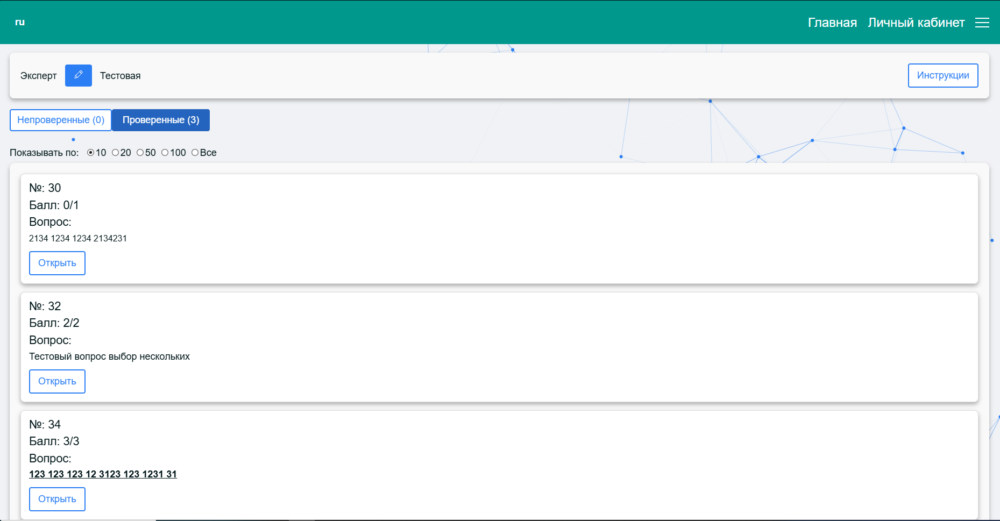 ru
Главная Личный кабинет
Эксперт Тестовая Инструкции
Непроверенные (0) Проверенные (3)
Показывать по: 10 20 50 100 Все
№: 30
Балл: 0/1
Вопрос:
2134 1234 1234 2134231
Открыть
№: 32
Балл: 2/2
Вопрос:
Тестовый вопрос выбор нескольких
Открыть
№: 34
Балл: 3/3
Вопрос:
123 123 123 12 3123 123 1231 31
Открыть